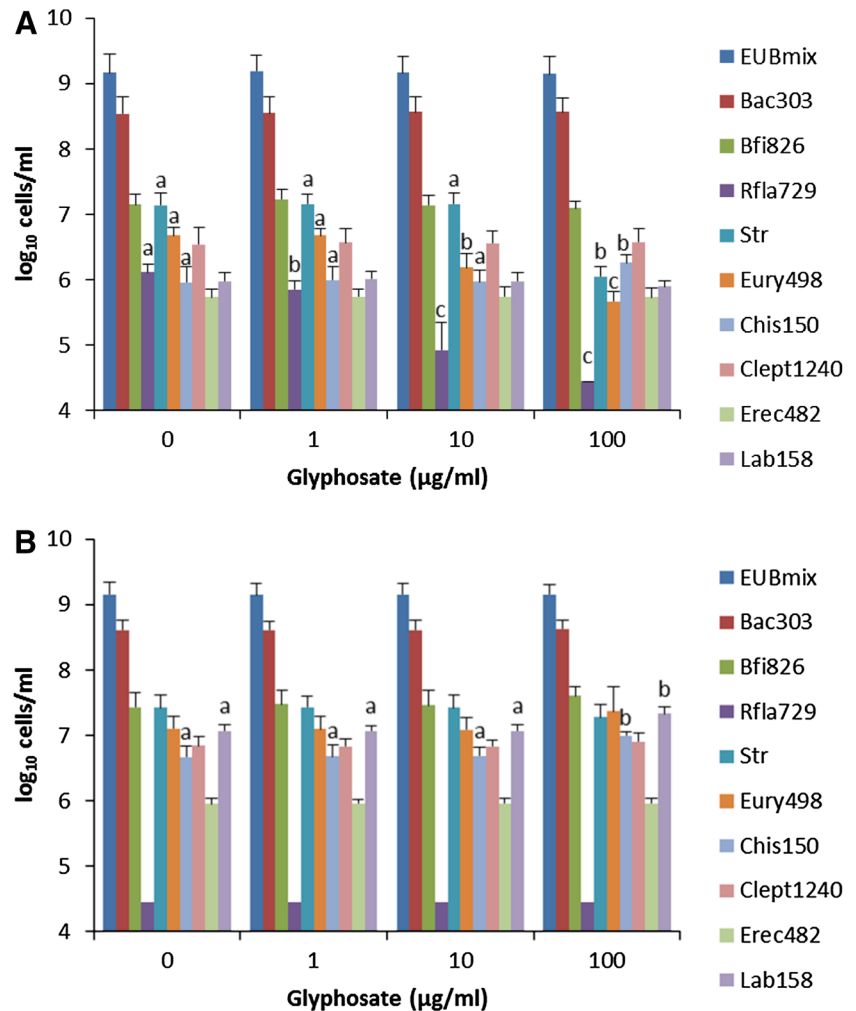 A
10
9
8
7
6
5
4
log10 cells/ml
a a a a
b a a a
c a b a
c b c b
0 1 10 100
Glyphosate (µg/ml)
EUBmix
Bac303
Bfi826
Rfla729
Str
Eury498
Chis150
Clept1240
Erec482
Lab158
B
10
9
8
7
6
5
4
log10 cells/ml
a a
a a
a a
b b
0 1 10 100
Glyphosate (µg/ml)
EUBmix
Bac303
Bfi826
Rfla729
Str
Eury498
Chis150
Clept1240
Erec482
Lab158